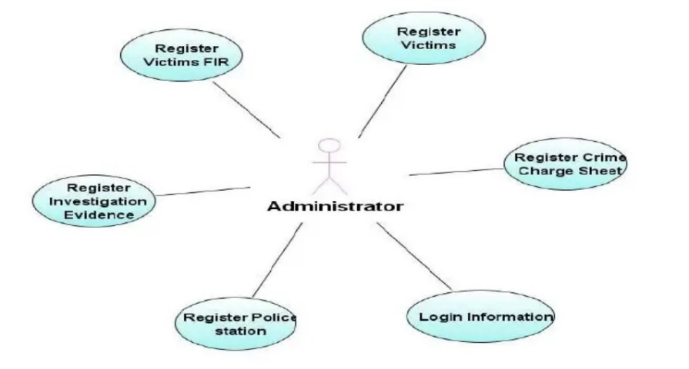 Register
Victims FIR
Register
Victims
Register Crime
Charge Sheet
Register
Investigation
Evidence
Administrator
Register Police
station
Login Information